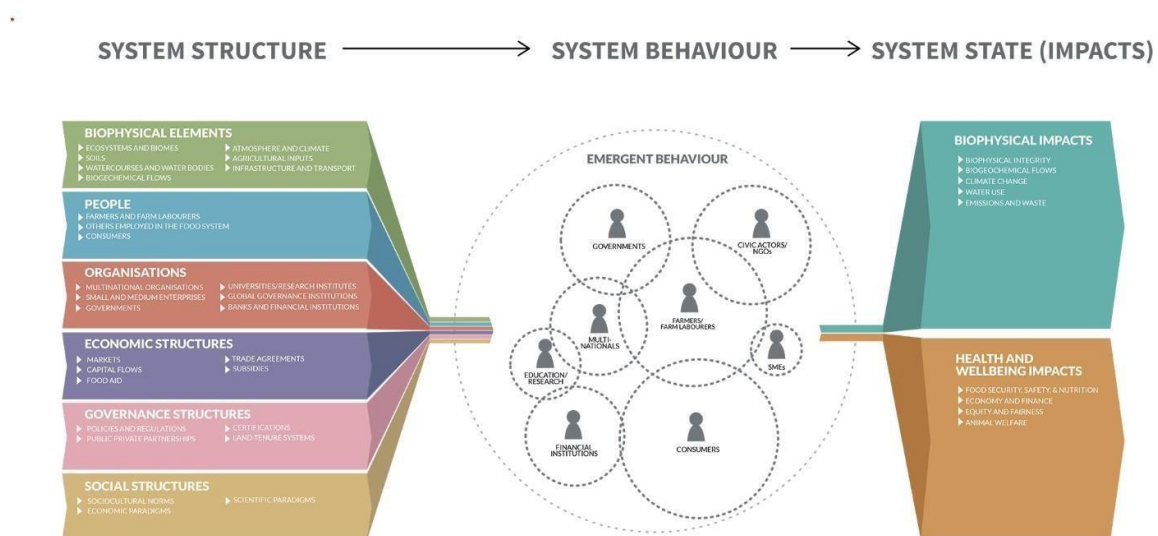 SYSTEM STRUCTURE
SYSTEM BEHAVIOUR
SYSTEM STATE (IMPACTS)
BIOPHYSICAL ELEMENTS
ECOSYSTEMS AND BIOMES
SOILS
WATERCOURSES AND WATER BODIES
BIOGECHEMICAL FLOWS
ATMOSPHERE AND CLIMATE
AGRICULTURAL INPUTS
INFRASTRUCTURE AND TRANSPORT
PEOPLE
FARMERS AND FARM LABOURERS
OTHERS EMPLOYED IN THE FOOD SYSTEM
CONSUMERS
ORGANISATIONS
MULTINATIONAL ORGANISATIONS
SMALL AND MEDIUM ENTERPRISES
GOVERNMENTS
UNIVERSITIES/RESEARCH INSTITUTES
GLOBAL GOVERNANCE INSTITUTIONS
BANKS AND FINANCIAL INSTITUTIONS
ECONOMIC STRUCTURES
MARKETS
CAPITAL FLOWS
FOOD AID
TRADE AGREEMENTS
SUBSIDIES
GOVERNANCE STRUCTURES
POLICIES AND REGULATIONS
PUBLIC PRIVATE PARTNERSHIPS
CERTIFICATIONS
LAND TENURE SYSTEMS
SOCIAL STRUCTURES
SOCIOCULTURAL NORMS
ECONOMIC PARADIGMS
SCIENTIFIC PARADIGMS
EMERGENT BEHAVIOUR
GOVERNMENTS
CIVIC ACTORS/
NGOs
FARMERS/
FARM LABOURERS
MULTI-
NATIONALS
SMEs
EDUCATION/
RESEARCH
FINANCIAL
INSTITUTIONS
CONSUMERS
BIOPHYSICAL IMPACTS
BIOPHYSICAL INTEGRITY
BIOGEOCHEMICAL FLOWS
CLIMATE CHANGE
WATER USE
EMISSIONS AND WASTE
HEALTH AND
WELLBEING IMPACTS
FOOD SECURITY, SAFETY, & NUTRITION
ECONOMY AND FINANCE
EQUITY AND FAIRNESS
ANIMAL WELFARE